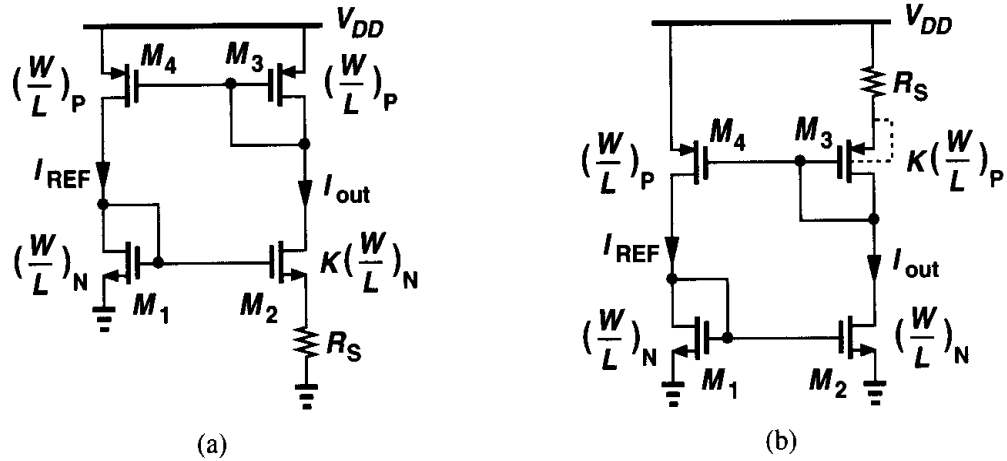 V_DD
M_4
M_3
(W/L)_P
(W/L)_P
I_REF
I_out
(W/L)_N
K(W/L)_N
M_1
M_2
R_S
(a)
V_DD
R_S
M_4
M_3
(W/L)_P
K(W/L)_P
I_REF
I_out
(W/L)_N
(W/L)_N
M_1
M_2
(b)